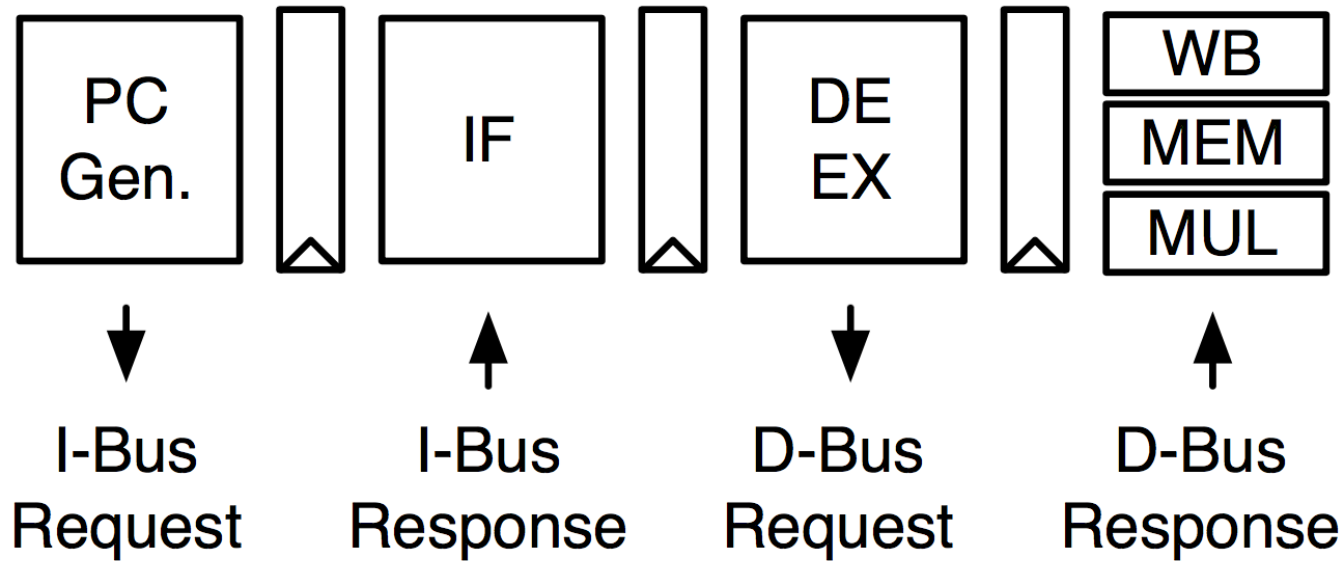 PC
Gen.
IF
DE
EX
WB
MEM
MUL
I-Bus
Request
I-Bus
Response
D-Bus
Request
D-Bus
Response